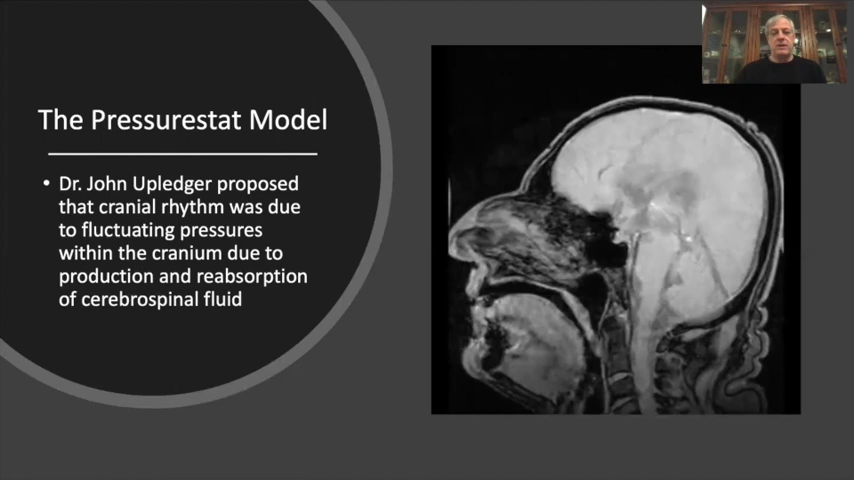 The Pressurestat Model
• Dr. John Upledger proposed
that cranial rhythm was due
to fluctuating pressures
within the cranium due to
production and reabsorption
of cerebrospinal fluid